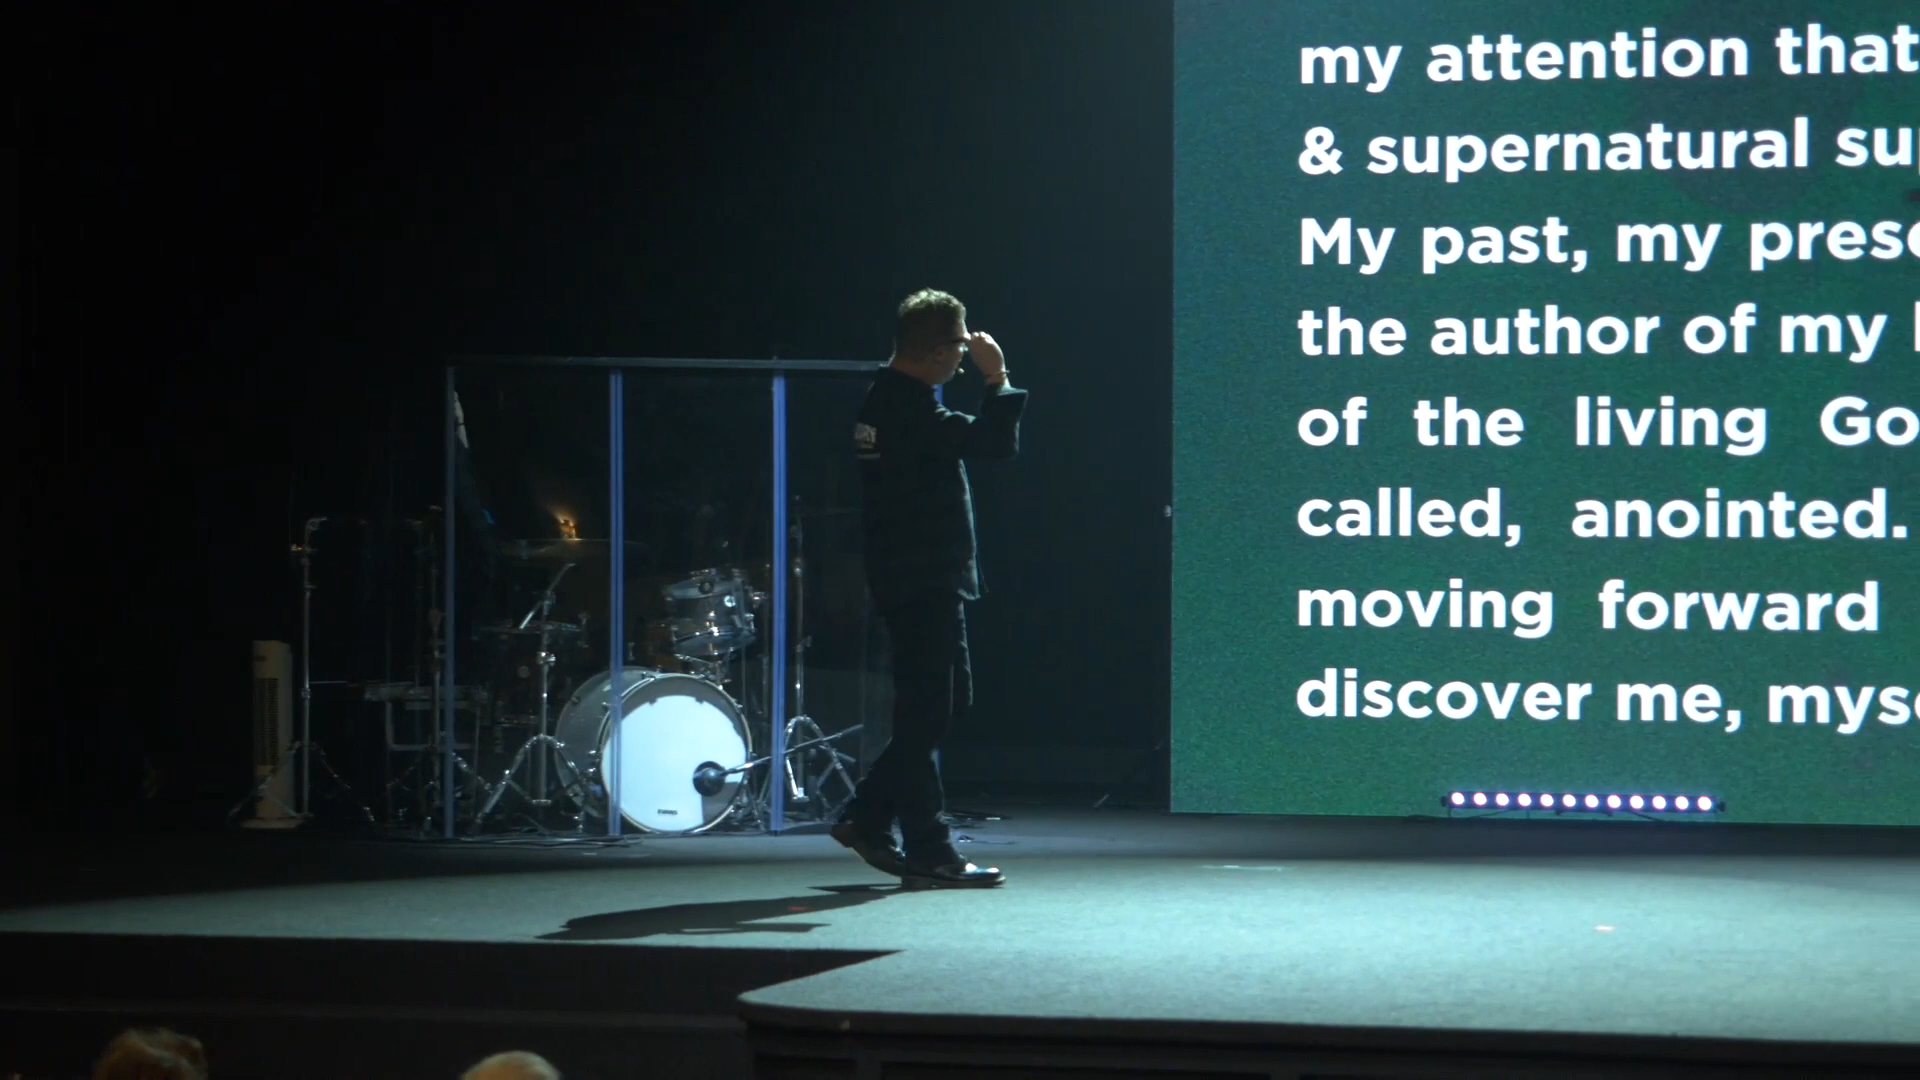 my attention that
& supernatural
My past, my
the author of my
of the living
called, anointed.
moving forward
discover me,
EVANS